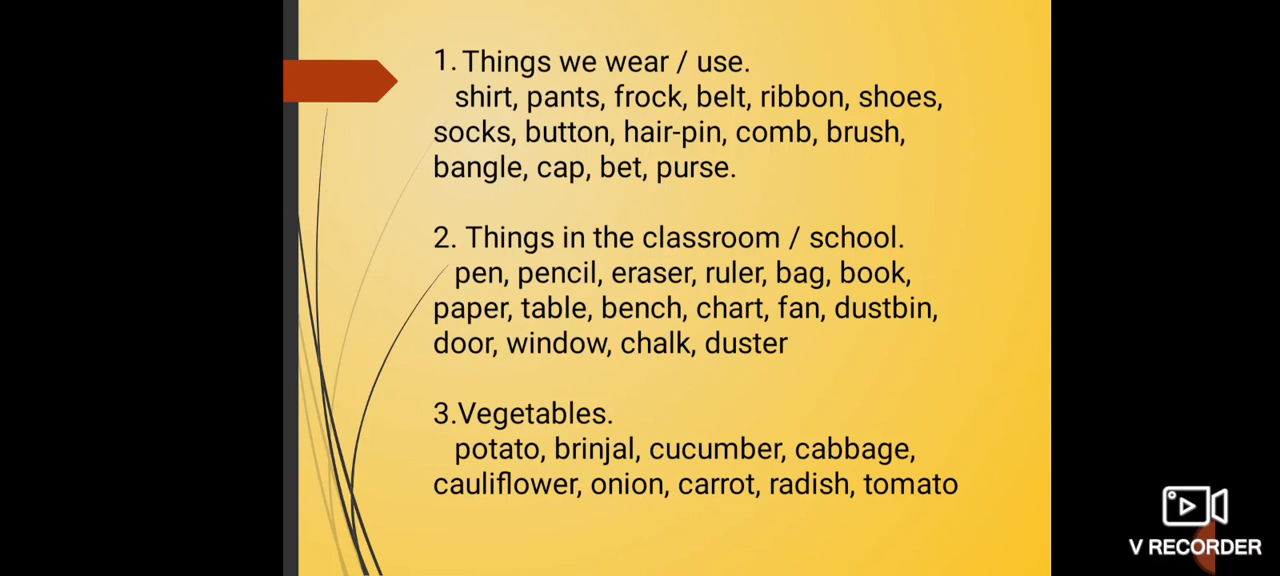 1. Things we wear / use.
shirt, pants, frock, belt, ribbon, shoes,
socks, button, hair-pin, comb, brush,
bangle, cap, bet, purse.
2. Things in the classroom / school.
pen, pencil, eraser, ruler, bag, book,
paper, table, bench, chart, fan, dustbin,
door, window, chalk, duster
3.Vegetables.
potato, brinjal, cucumber, cabbage,
cauliflower, onion, carrot, radish, tomato
V RECORDER